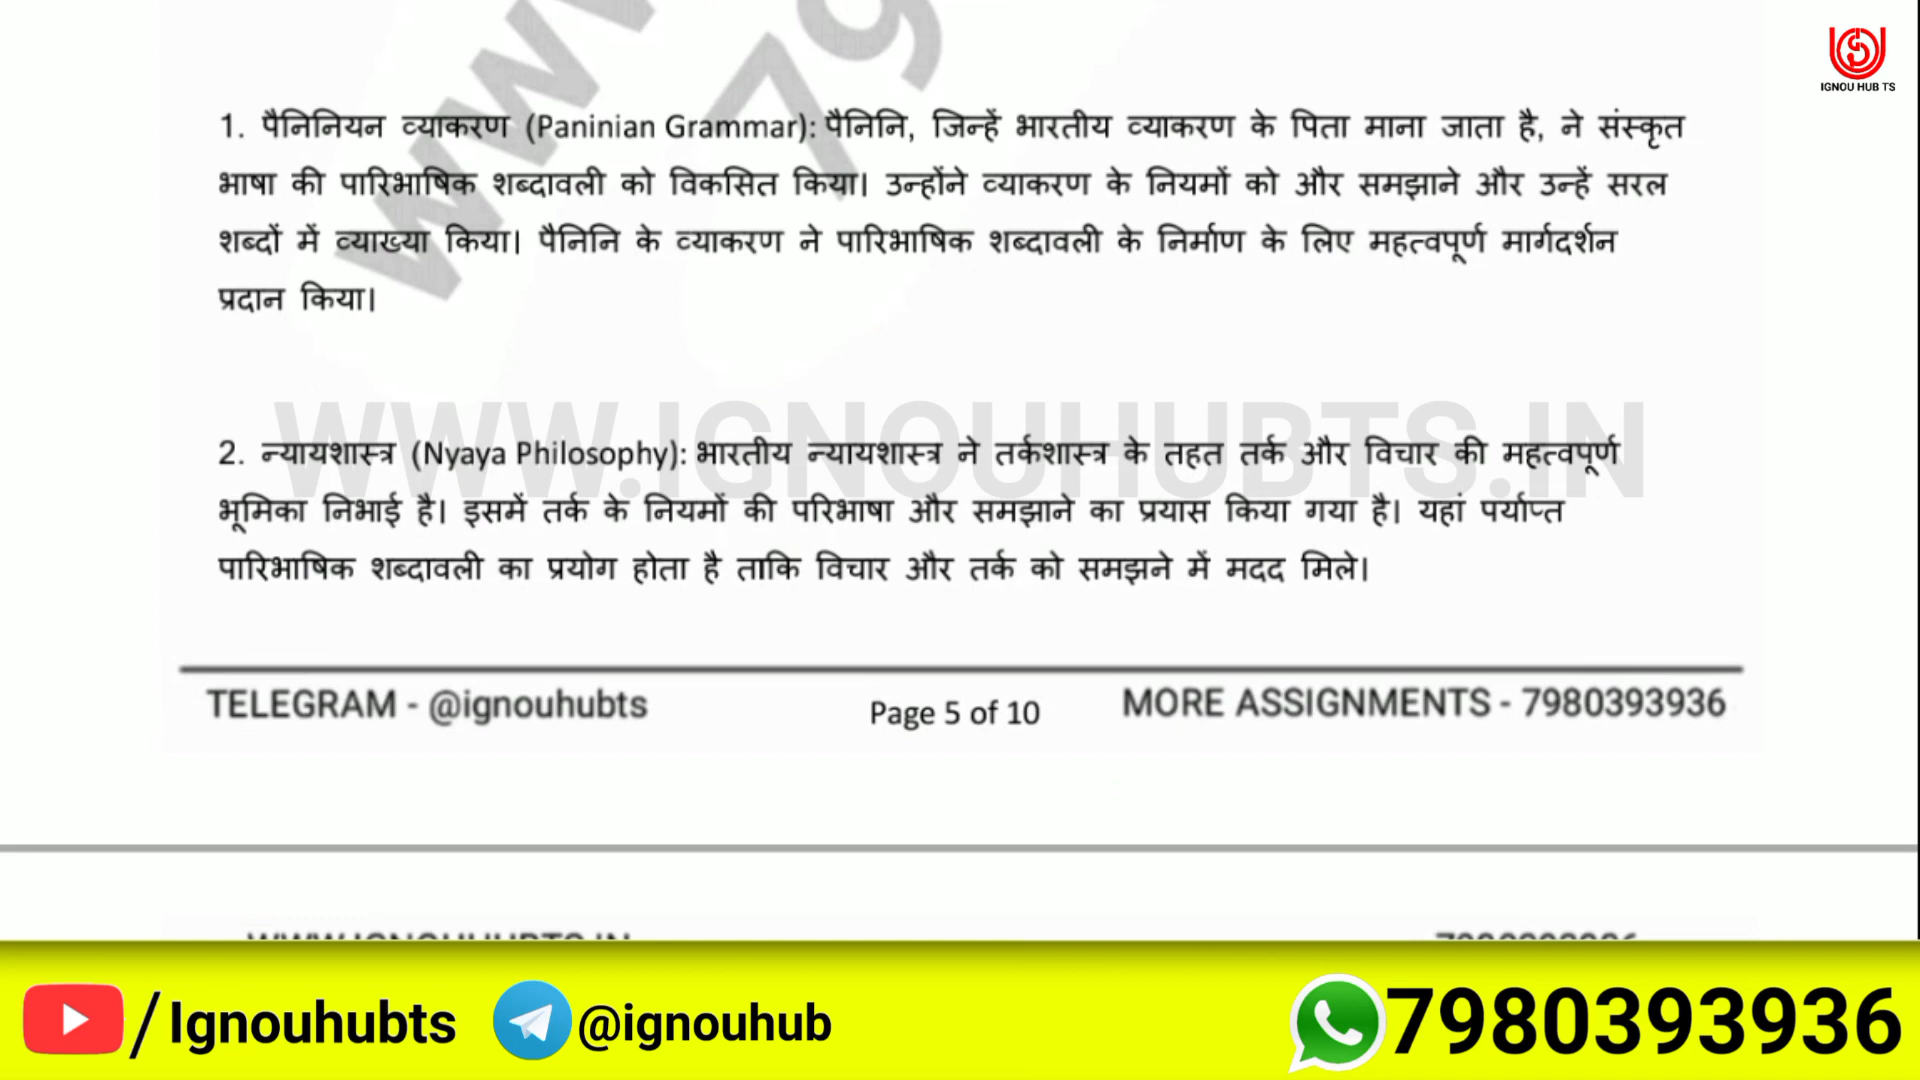 IGNOU HUB TS
1. पैनिनियन व्याकरण (Paninian Grammar): पैनिनि, जिन्हें भारतीय व्याकरण के पिता माना जाता है, ने संस्कृत
भाषा की पारिभाषिक शब्दावली को विकसित किया। उन्होंने व्याकरण के नियमों को और समझाने और उन्हें सरल
शब्दों में व्याख्या किया। पैनिनि के व्याकरण ने पारिभाषिक शब्दावली के निर्माण के लिए महत्वपूर्ण मार्गदर्शन
प्रदान किया।
WWW.IGNOUHUBTS.IN
2. न्यायशास्त्र (Nyaya Philosophy): भारतीय न्यायशास्त्र ने तर्कशास्त्र के तहत तर्क और विचार की महत्वपूर्ण
भूमिका निभाई है। इसमें तर्क के नियमों की परिभाषा और समझाने का प्रयास किया गया है। यहां पर्याप्त
पारिभाषिक शब्दावली का प्रयोग होता है ताकि विचार और तर्क को समझने में मदद मिले।
TELEGRAM - @ignouhubts Page 5 of 10 MORE ASSIGNMENTS - 7980393936
/Ignouhubts @ignouhub 7980393936